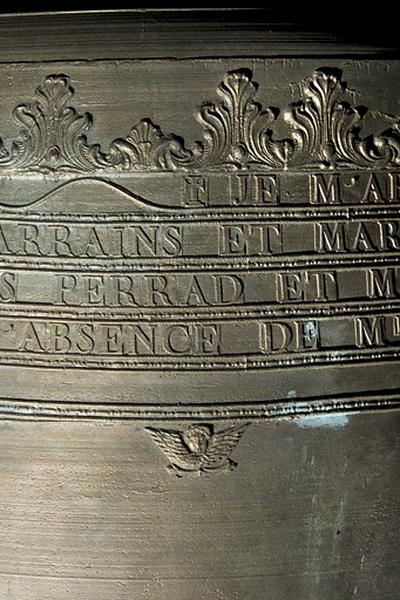 JE M'AP
ARRAINS ET MAR
S PERRAD ET M
L'ABSENCE DE M